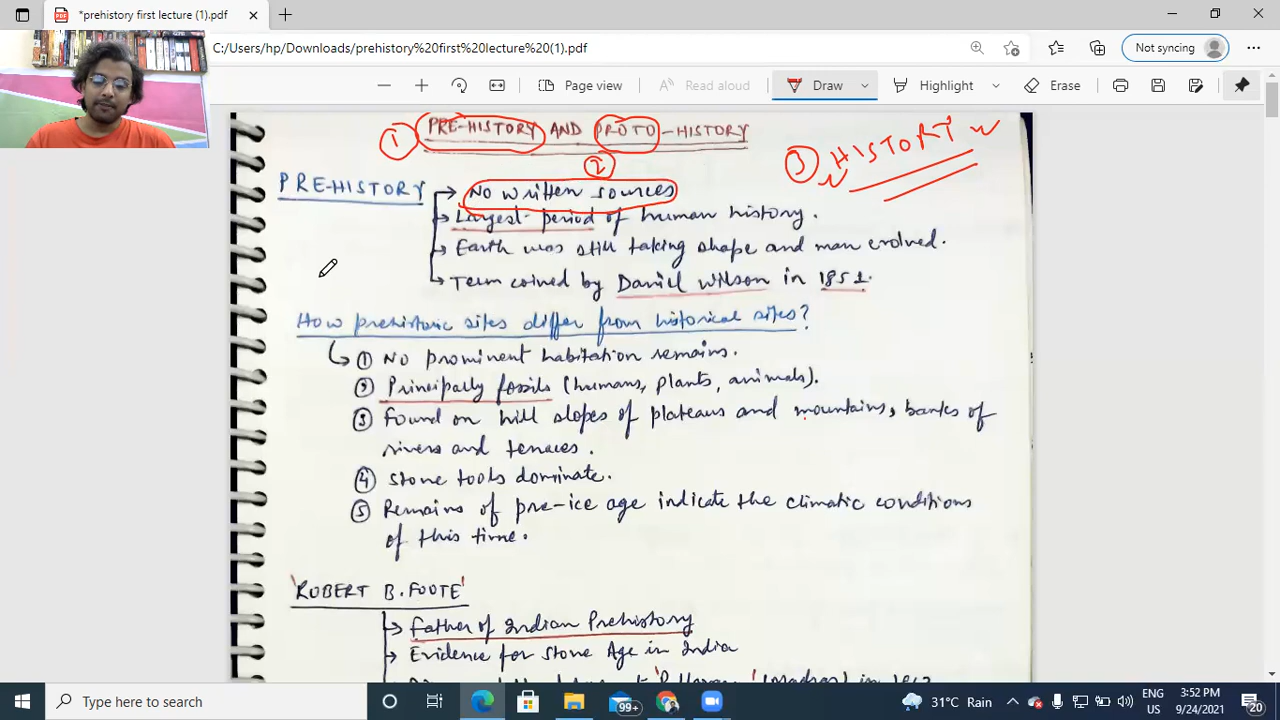 *prehistory first lecture (1).pdf
C:/Users/hp/Downloads/prehistory%20first%20lecture%20(1).pdf
Not syncing
Page view
Read aloud
Draw
Highlight
Erase
① PRE-HISTORY AND PROTO-HISTORY
②
③ HISTORY
PRE-HISTORY
No written sources
Largest period of human history.
Earth was still taking shape and man evolved.
Term coined by Daniel Wilson in 1851.
How prehistoric sites differ from historical sites?
① No prominent habitation remains.
② Principally fossils (humans, plants, animals).
③ Found on hill slopes of plateaus and mountains, banks of
rivers and terraces.
④ Stone tools dominate.
⑤ Remains of pre-ice age indicate the climatic conditions
of this time.
'ROBERT B. FOOTE'
Father of Indian Prehistory
Evidence for Stone Age in India
Type here to search
99+
31°C Rain
ENG
US
3:52 PM
9/24/2021
20